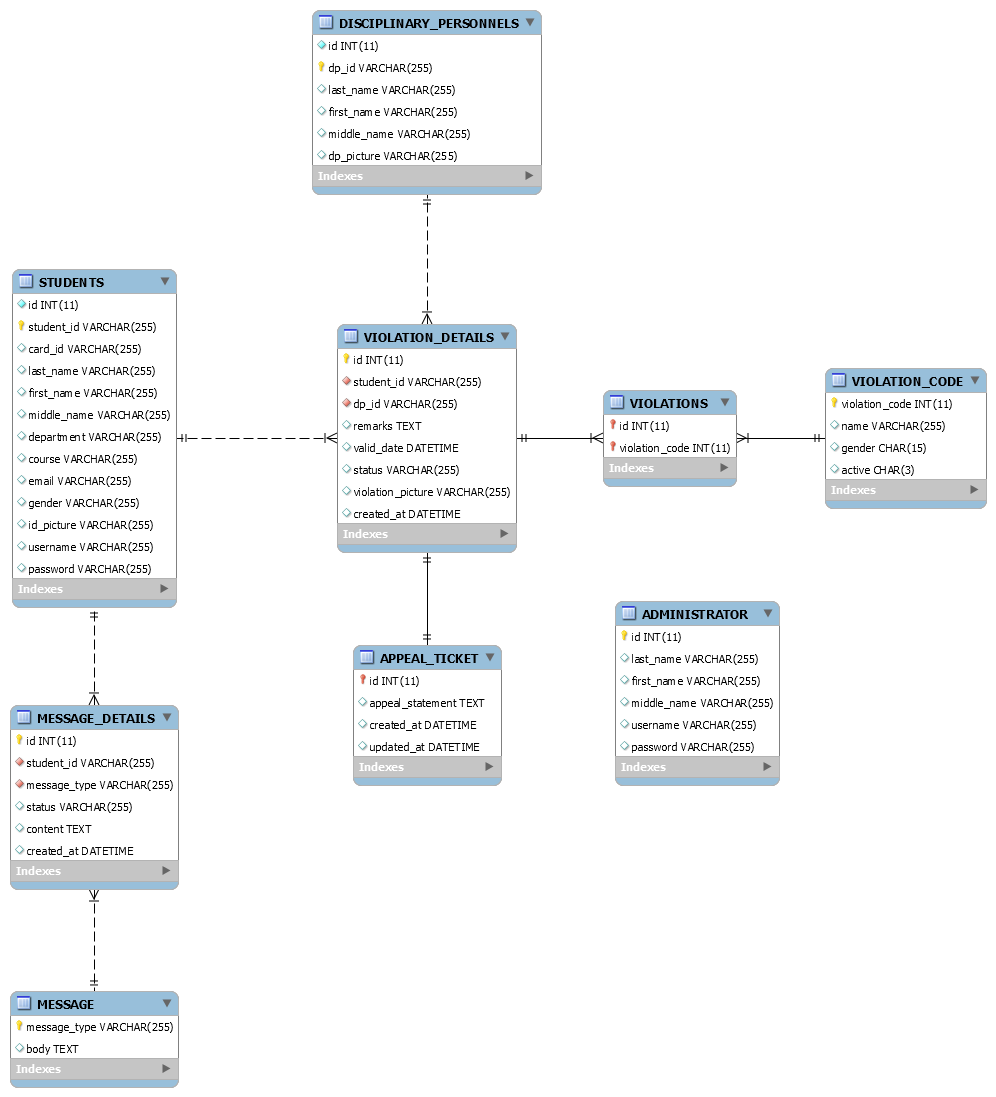 DISCIPLINARY_PERSONNELS
id INT(11)
dp_id VARCHAR(255)
last_name VARCHAR(255)
first_name VARCHAR(255)
middle_name VARCHAR(255)
dp_picture VARCHAR(255)
Indexes
STUDENTS
id INT(11)
student_id VARCHAR(255)
card_id VARCHAR(255)
last_name VARCHAR(255)
first_name VARCHAR(255)
middle_name VARCHAR(255)
department VARCHAR(255)
course VARCHAR(255)
email VARCHAR(255)
gender VARCHAR(255)
id_picture VARCHAR(255)
username VARCHAR(255)
password VARCHAR(255)
Indexes
VIOLATION_DETAILS
id INT(11)
student_id VARCHAR(255)
dp_id VARCHAR(255)
remarks TEXT
valid_date DATETIME
status VARCHAR(255)
violation_picture VARCHAR(255)
created_at DATETIME
Indexes
VIOLATIONS
id INT(11)
violation_code INT(11)
Indexes
VIOLATION_CODE
violation_code INT(11)
name VARCHAR(255)
gender CHAR(15)
active CHAR(3)
Indexes
APPEAL_TICKET
id INT(11)
appeal_statement TEXT
created_at DATETIME
updated_at DATETIME
Indexes
ADMINISTRATOR
id INT(11)
last_name VARCHAR(255)
first_name VARCHAR(255)
middle_name VARCHAR(255)
username VARCHAR(255)
password VARCHAR(255)
Indexes
MESSAGE_DETAILS
id INT(11)
student_id VARCHAR(255)
message_type VARCHAR(255)
status VARCHAR(255)
content TEXT
created_at DATETIME
Indexes
MESSAGE
message_type VARCHAR(255)
body TEXT
Indexes